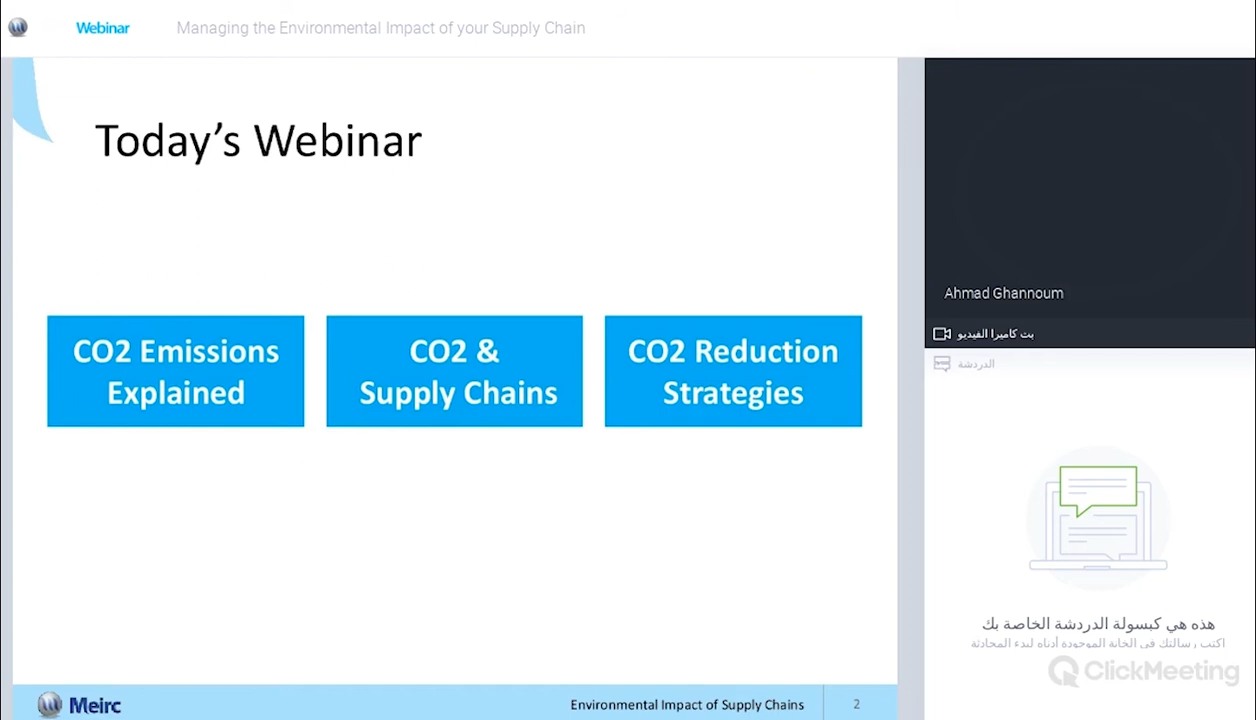 Webinar
Managing the Environmental Impact of your Supply Chain
Today's Webinar
CO2 Emissions
Explained
CO2 &
Supply Chains
CO2 Reduction
Strategies
Meirc
Environmental Impact of Supply Chains
2
Ahmad Ghannoum
بث كاميرا الفيديو
الدردشة
هذه هي كبسولة الدردشة الخاصة بك
اكتب رسالتك في الخانة الموجودة أدناه لبدء المحادثة
ClickMeeting